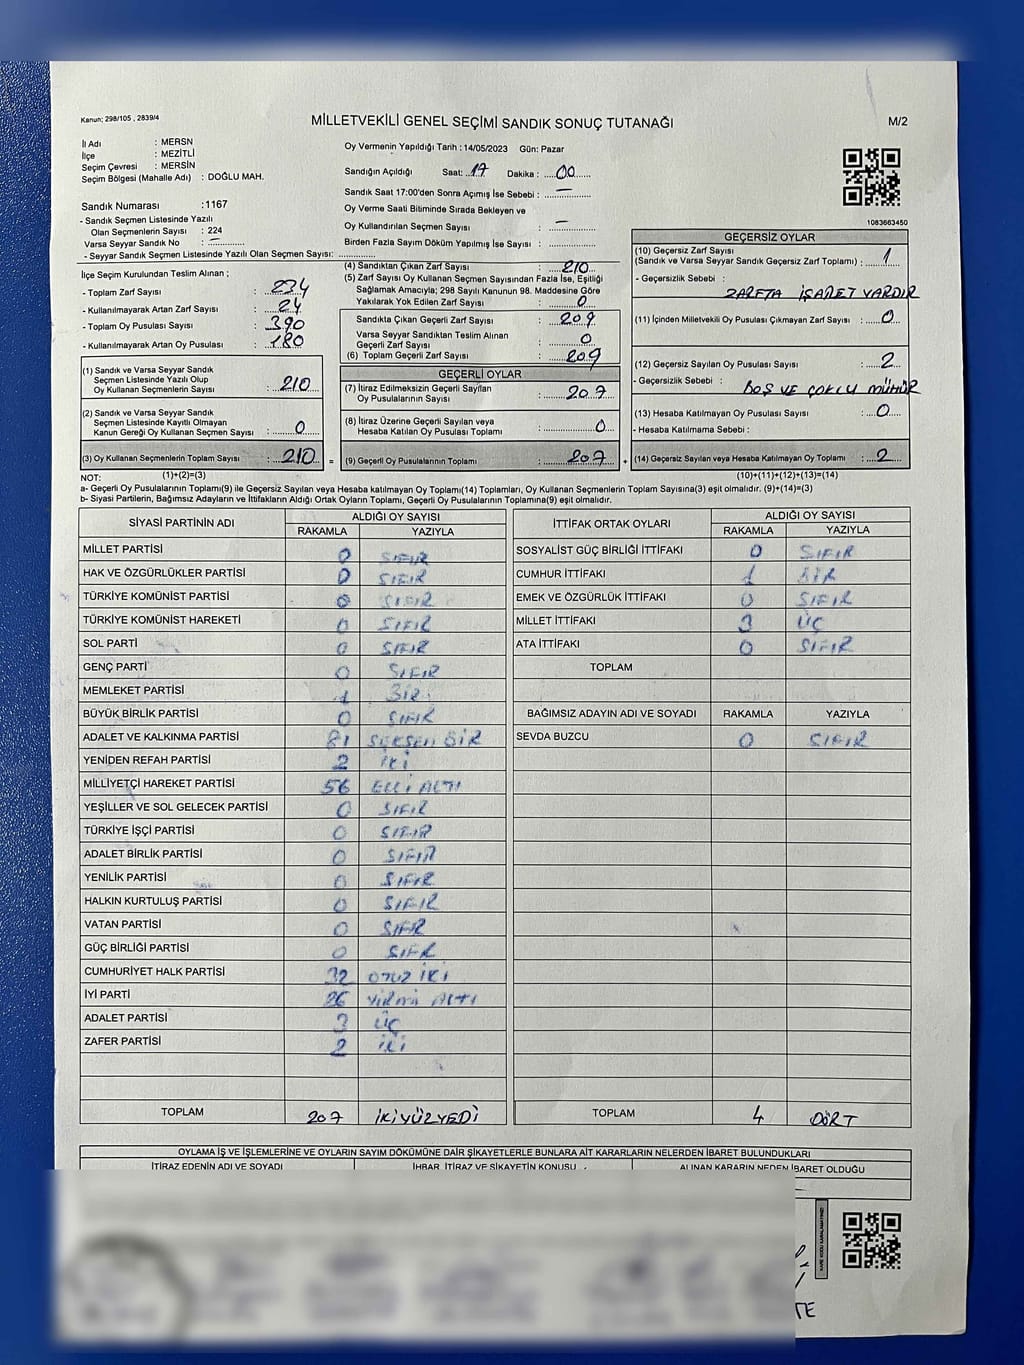 Kanun; 298/105 , 2839/4
MİLLETVEKİLİ GENEL SEÇİMİ SANDIK SONUÇ TUTANAĞI
M/2
İl Adı : MERSN
İlçe : MEZİTLİ
Seçim Çevresi : MERSİN
Seçim Bölgesi (Mahalle Adı) : DOĞLU MAH.
Sandık Numarası :1167
- Sandık Seçmen Listesinde Yazılı
Olan Seçmenlerin Sayısı : 224
Varsa Seyyar Sandık No : —
- Seyyar Sandık Seçmen Listesinde Yazılı Olan Seçmen Sayısı:
Oy Vermenin Yapıldığı Tarih : 14/05/2023 Gün: Pazar
Sandığın Açıldığı Saat: 17 Dakika : 00
Sandık Saat 17:00'den Sonra Açımış İse Sebebi : —
Oy Verme Saati Bitiminde Sırada Bekleyen ve
Oy Kullandırılan Seçmen Sayısı : —
Birden Fazla Sayım Döküm Yapılmış İse Sayısı :
1083663450
İlçe Seçim Kurulundan Teslim Alınan ;
- Toplam Zarf Sayısı : 234
- Kullanılmayarak Artan Zarf Sayısı : 24
- Toplam Oy Pusulası Sayısı : 390
- Kullanılmayarak Artan Oy Pusulası : 180
(1) Sandık ve Varsa Seyyar Sandık
Seçmen Listesinde Yazılı Olup
Oy Kullanan Seçmenlerin Sayısı : 210
(2) Sandık ve Varsa Seyyar Sandık
Seçmen Listesinde Kayıtlı Olmayan
Kanun Gereği Oy Kullanan Seçmen Sayısı : 0
(3) Oy Kullanan Seçmenlerin Toplam Sayısı : 210 =
(4) Sandıktan Çıkan Zarf Sayısı : 210
(5) Zarf Sayısı Oy Kullanan Seçmen Sayısından Fazla İse, Eşitliği
Sağlamak Amacıyla; 298 Sayılı Kanunun 98. Maddesine Göre
Yakılarak Yok Edilen Zarf Sayısı : 0
Sandıkta Çıkan Geçerli Zarf Sayısı : 209
Varsa Seyyar Sandıkten Teslim Alınan
Geçerli Zarf Sayısı : 0
(6) Toplam Geçerli Zarf Sayısı : 209
GEÇERLİ OYLAR
(7) İtiraz Edilmeksizin Geçerli Sayılan
Oy Pusulalarının Sayısı : 207
(8) İtiraz Üzerine Geçerli Sayılan veya
Hesaba Katılan Oy Pusulası Toplamı : 0
(9) Geçerli Oy Pusulalarının Toplamı : 207 +
GEÇERSİZ OYLAR
(10) Geçersiz Zarf Sayısı
(Sandık ve Varsa Seyyar Sandık Geçersiz Zarf Toplamı) : 1
- Geçersizlik Sebebi :
ZARFTA İŞARET VARDIR
(11) İçinden Milletvekili Oy Pusulası Çıkmayan Zarf Sayısı : 0
(12) Geçersiz Sayılan Oy Pusulası Sayısı : 2
- Geçersizlik Sebebi : BOŞ VE ÇOKLU MÜHÜR
(13) Hesaba Katılmayan Oy Pusulası Sayısı : 0
- Hesaba Katılmama Sebebi :
(14) Geçersiz Sayılan veya Hesaba Katılmayan Oy Toplamı : 2
NOT: (1)+(2)=(3) (10)+(11)+(12)+(13)=(14)
a- Geçerli Oy Pusulalarının Toplamı(9) ile Geçersiz Sayılan veya Hesaba katılmayan Oy Toplamı(14) Toplamları, Oy Kullanan Seçmenlerin Toplam Sayısına(3) eşit olmalıdır. (9)+(14)=(3)
b- Siyasi Partilerin, Bağımsız Adayların ve İttifakların Aldığı Ortak Oyların Toplamı, Geçerli Oy Pusulalarının Toplamına(9) eşit olmalıdır.
SİYASİ PARTİNİN ADI ALDIĞI OY SAYISI
RAKAMLA YAZIYLA
MİLLET PARTİSİ 0 SIFIR
HAK VE ÖZGÜRLÜKLER PARTİSİ 0 SIFIR
TÜRKİYE KOMÜNİST PARTİSİ 0 SIFIR
TÜRKİYE KOMÜNİST HAREKETİ 0 SIFIR
SOL PARTİ 0 SIFIR
GENÇ PARTİ 0 SIFIR
MEMLEKET PARTİSİ 1 BİR
BÜYÜK BİRLİK PARTİSİ 0 SIFIR
ADALET VE KALKINMA PARTİSİ 81 SEKSEN BİR
YENİDEN REFAH PARTİSİ 2 İKİ
MİLLİYETÇİ HAREKET PARTİSİ 56 ELLİ ALTI
YEŞİLLER VE SOL GELECEK PARTİSİ 0 SIFIR
TÜRKİYE İŞÇİ PARTİSİ 0 SIFIR
ADALET BİRLİK PARTİSİ 0 SIFIR
YENİLİK PARTİSİ 0 SIFIR
HALKIN KURTULUŞ PARTİSİ 0 SIFIR
VATAN PARTİSİ 0 SIFIR
GÜÇ BİRLİĞİ PARTİSİ 0 SIFIR
CUMHURİYET HALK PARTİSİ 32 OTUZ İKİ
İYİ PARTİ 26 YİRMİ ALTI
ADALET PARTİSİ 3 ÜÇ
ZAFER PARTİSİ 2 İKİ
TOPLAM 207 İKİYÜZYEDİ
İTTİFAK ORTAK OYLARI ALDIĞI OY SAYISI
RAKAMLA YAZIYLA
SOSYALİST GÜÇ BİRLİĞİ İTTİFAKI 0 SIFIR
CUMHUR İTTİFAKI 1 BİR
EMEK VE ÖZGÜRLÜK İTTİFAKI 0 SIFIR
MİLLET İTTİFAKI 3 ÜÇ
ATA İTTİFAKI 0 SIFIR
TOPLAM
BAĞIMSIZ ADAYIN ADI VE SOYADI RAKAMLA YAZIYLA
SEVDA BUZCU 0 SIFIR
TOPLAM 4 DÖRT
OYLAMA İŞ VE İŞLEMLERİNE VE OYLARIN SAYIM DÖKÜMÜNE DAİR ŞİKAYETLERLE BUNLARA AİT KARARLARIN NELERDEN İBARET BULUNDUKLARI
İTİRAZ EDENİN ADI VE SOYADI İHBAR, İTİRAZ VE ŞİKAYETİN KONUSU ALINAN KARARIN NEDEN İBARET OLDUĞU